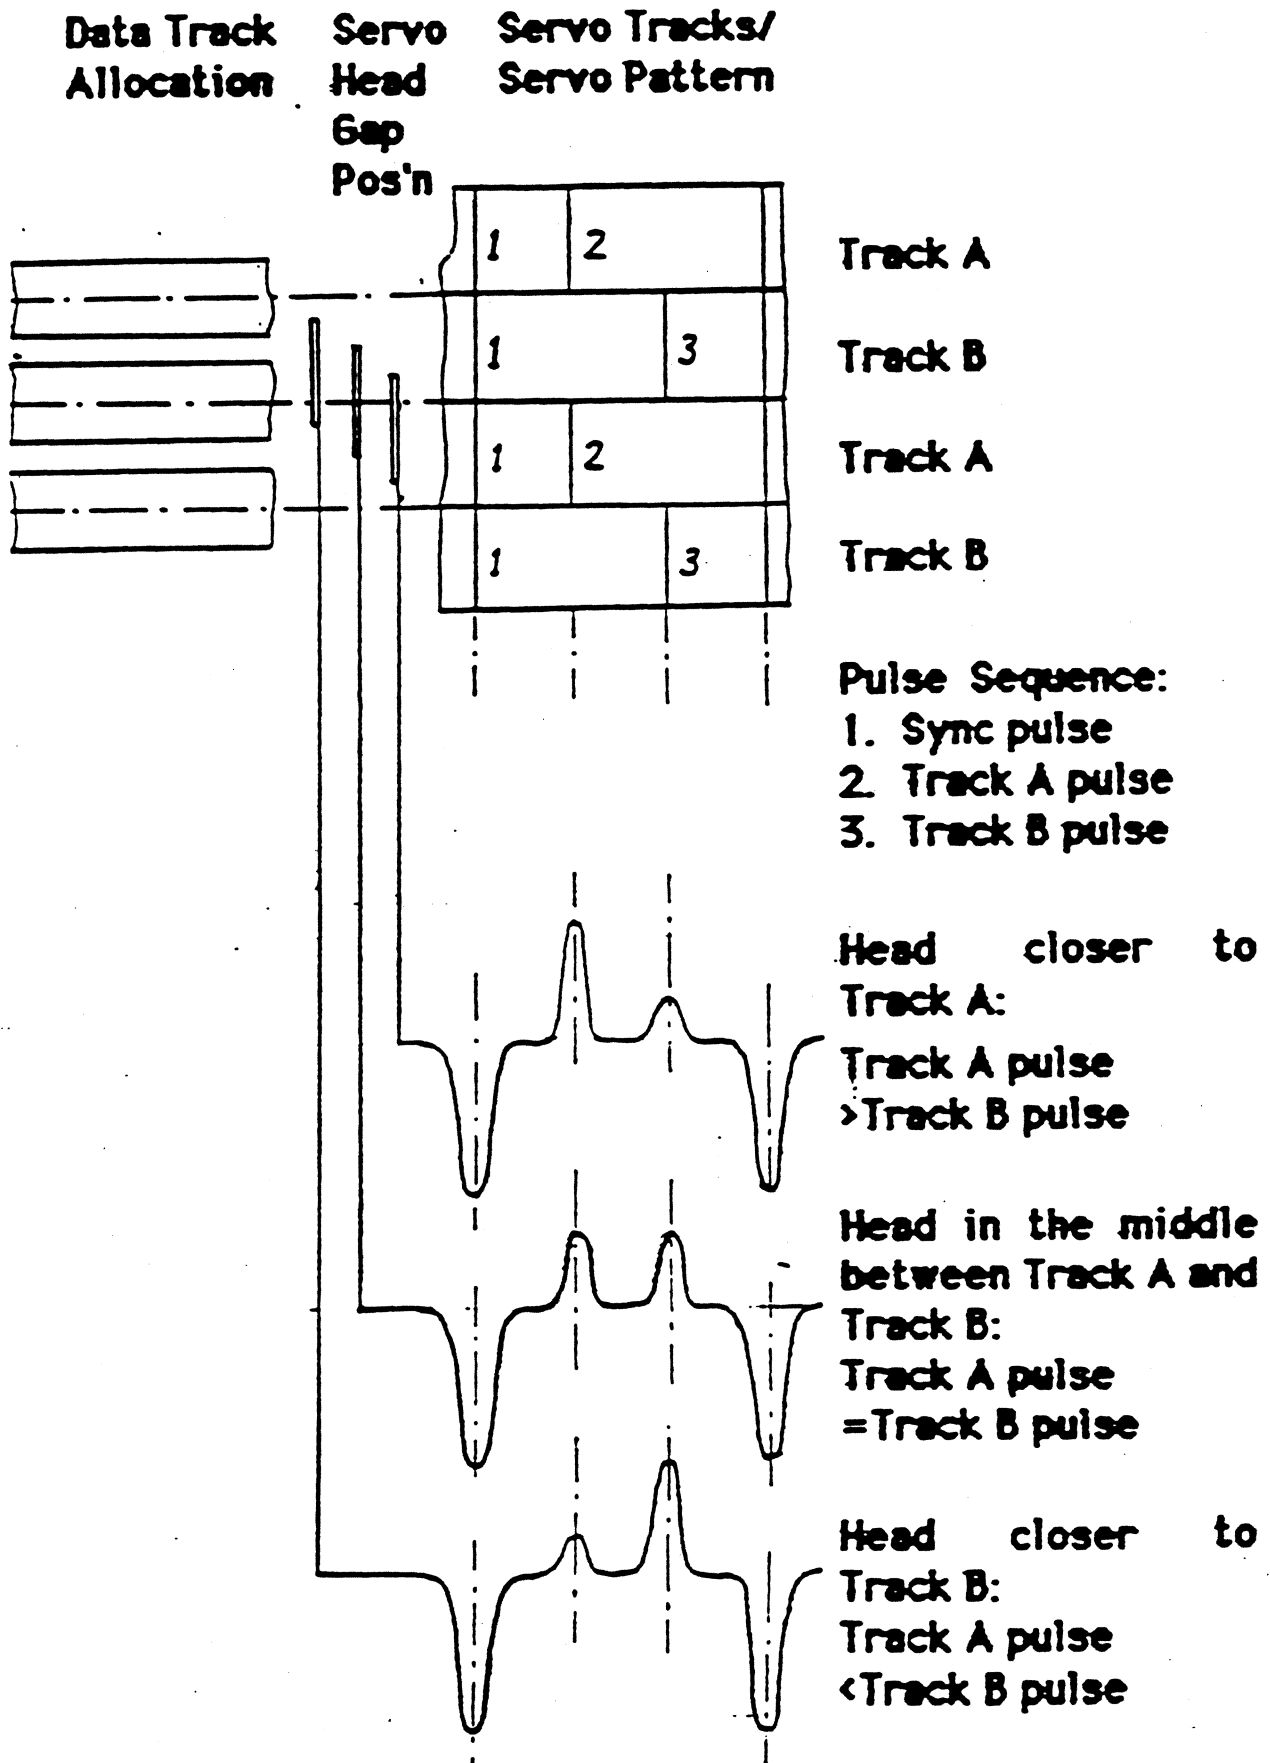 Data Track
Allocation
Servo
Head
Gap
Pos'n
Servo Tracks/
Servo Pattern
1 2
Track A
1 3
Track B
1 2
Track A
1 3
Track B
Pulse Sequence:
1. Sync pulse
2. Track A pulse
3. Track B pulse
Head closer to
Track A:
Track A pulse
>Track B pulse
Head in the middle
between Track A and
Track B:
Track A pulse
=Track B pulse
Head closer to
Track B:
Track A pulse
<Track B pulse